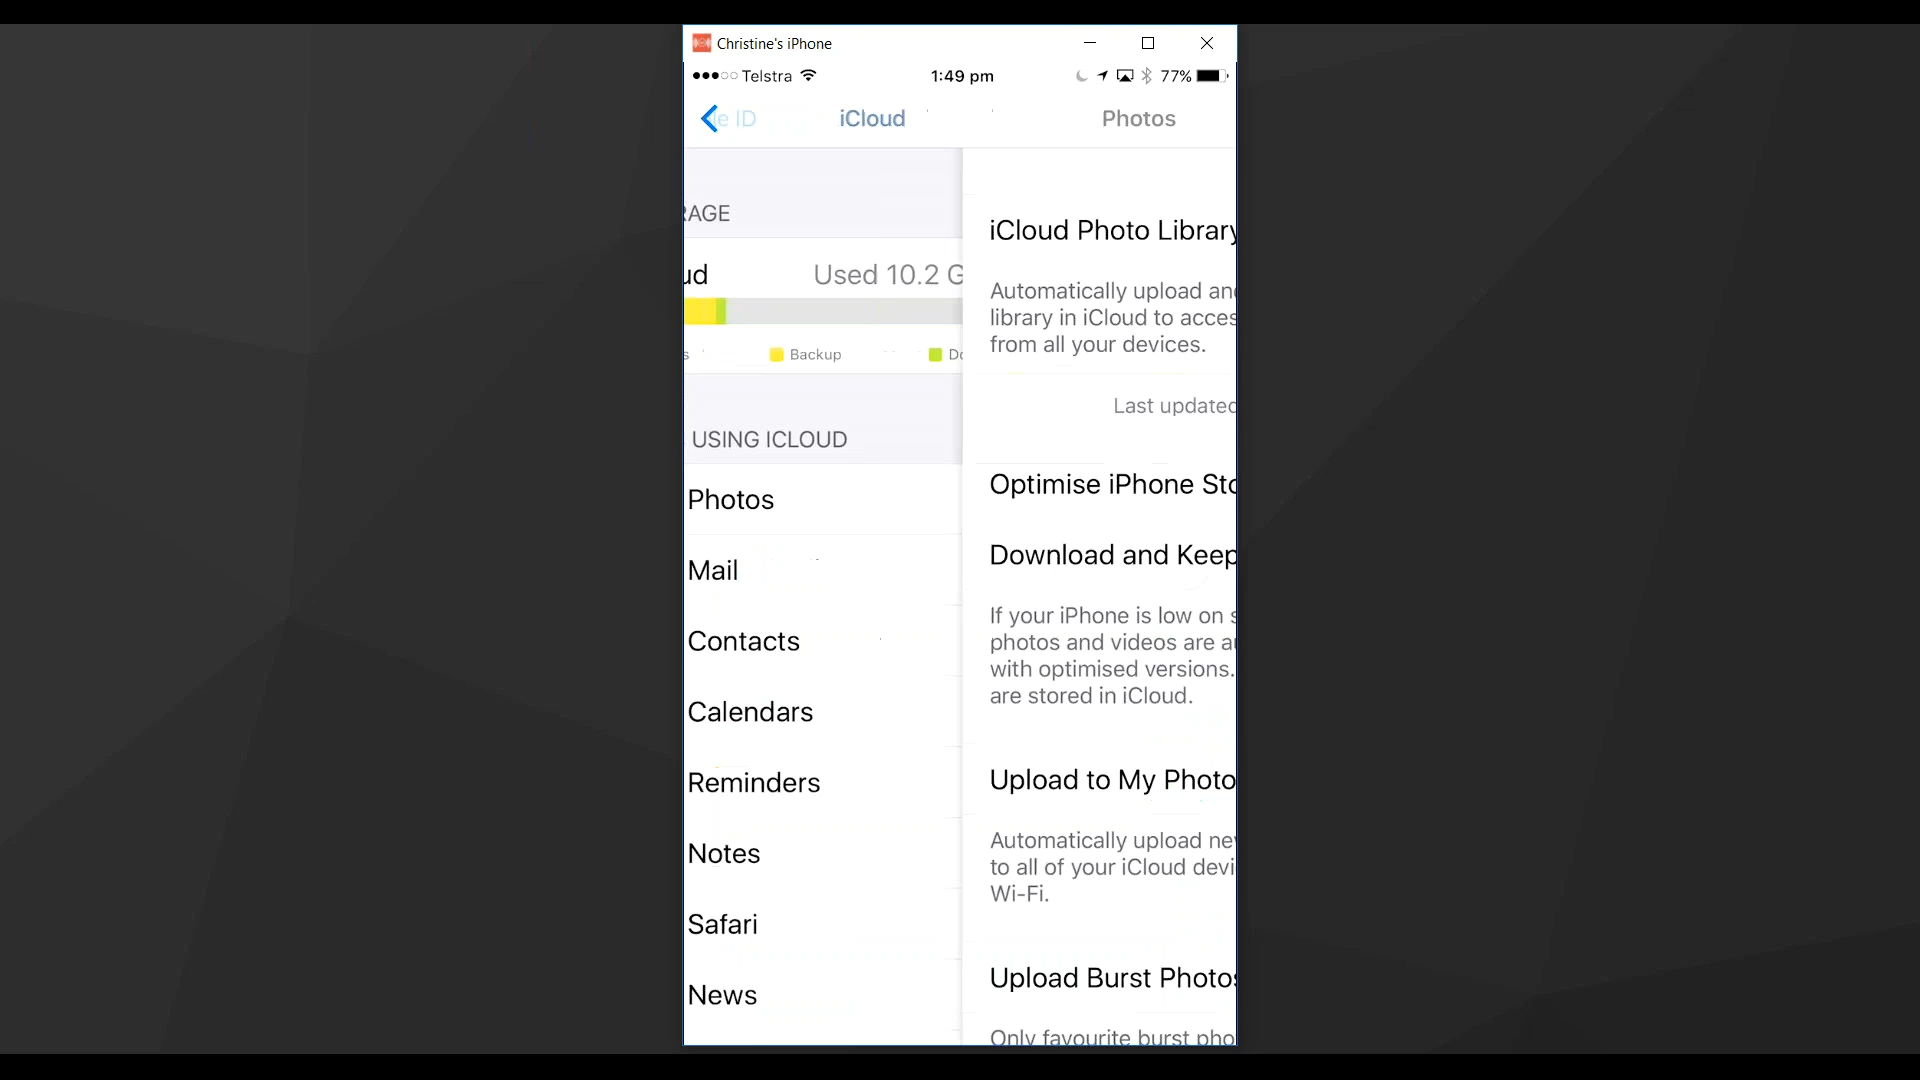 Christine's iPhone
Telstra 1:49 pm 77%
ID iCloud Photos
RAGE
ud Used 10.2 G
Backup
USING ICLOUD
Photos
Mail
Contacts
Calendars
Reminders
Notes
Safari
News
iCloud Photo Library
Automatically upload an
library in iCloud to acces
from all your devices.
Last updated
Optimise iPhone Sto
Download and Keep
If your iPhone is low on s
photos and videos are a
with optimised versions.
are stored in iCloud.
Upload to My Photo
Automatically upload ne
to all of your iCloud devi
Wi-Fi.
Upload Burst Photos
Only favourite burst pho